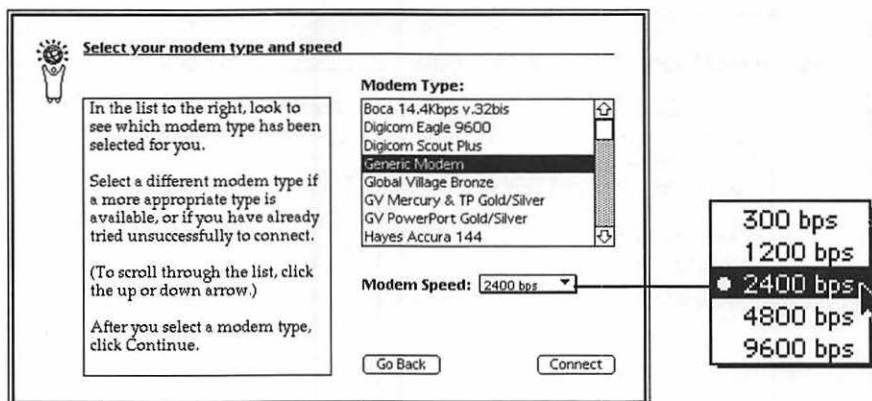 Select your modem type and speed
In the list to the right, look to
see which modem type has been
selected for you.
Select a different modem type if
a more appropriate type is
available, or if you have already
tried unsuccessfully to connect.
(To scroll through the list, click
the up or down arrow.)
After you select a modem type,
click Continue.
Modem Type:
Boca 14.4Kbps v.32bis
Digicom Eagle 9600
Digicom Scout Plus
Generic Modem
Global Village Bronze
GV Mercury & TP Gold/Silver
GV PowerPort Gold/Silver
Hayes Accura 144
Modem Speed: 2400 bps
Go Back
Connect
300 bps
1200 bps
2400 bps
4800 bps
9600 bps